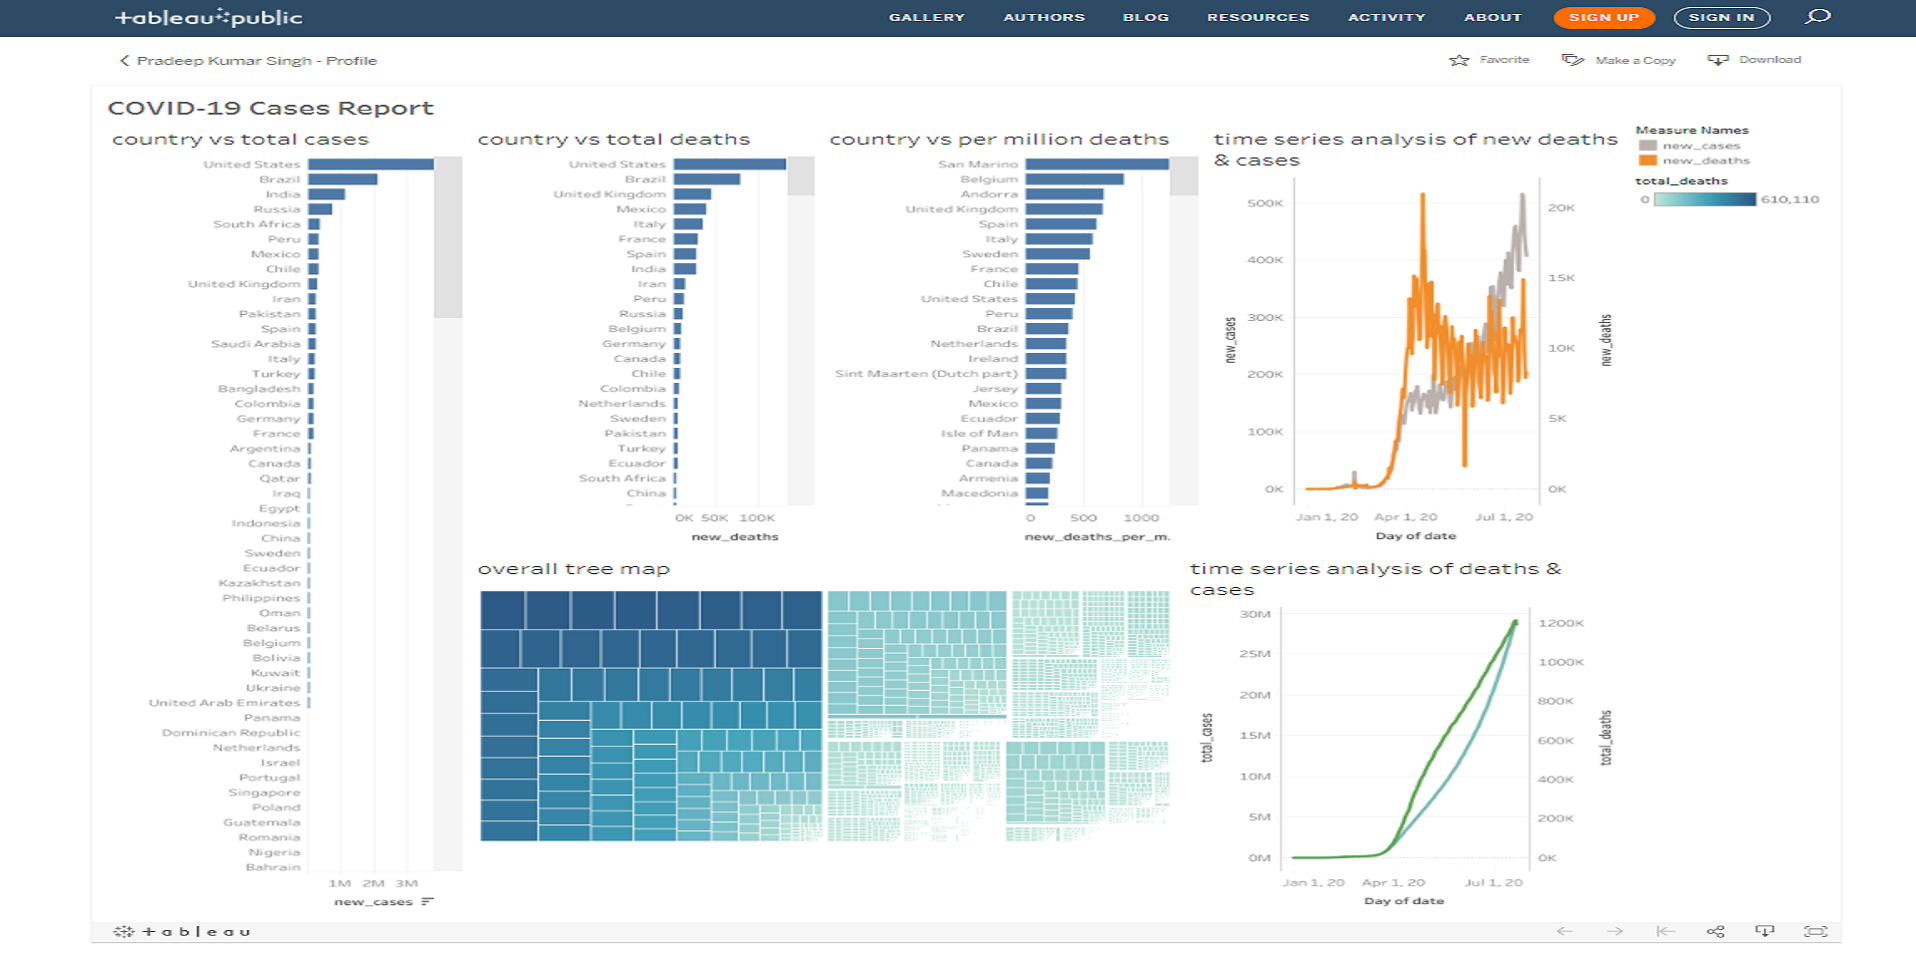 +ableau public
GALLERY
AUTHORS
BLOG
RESOURCES
ACTIVITY
ABOUT
SIGN UP
SIGN IN
Pradeep Kumar Singh - Profile
Favorite
Make a Copy
Download
COVID-19 Cases Report
country vs total cases
United States
Brazil
India
Russia
South Africa
Peru
Mexico
Chile
United Kingdom
Iran
Pakistan
Spain
Saudi Arabia
Italy
Turkey
Bangladesh
Colombia
Germany
France
Argentina
Canada
Qatar
Iraq
Egypt
Indonesia
China
Sweden
Ecuador
Kazakhstan
Philippines
Oman
Belarus
Belgium
Bolivia
Kuwait
Ukraine
United Arab Emirates
Panama
Dominican Republic
Netherlands
Israel
Portugal
Singapore
Poland
Guatemala
Romania
Nigeria
Bahrain
1M 2M 3M
new_cases
country vs total deaths
United States
Brazil
United Kingdom
Mexico
Italy
France
Spain
India
Iran
Peru
Russia
Belgium
Germany
Canada
Chile
Colombia
Netherlands
Sweden
Pakistan
Turkey
Ecuador
South Africa
China
0K 50K 100K
new_deaths
country vs per million deaths
San Marino
Belgium
Andorra
United Kingdom
Spain
Italy
Sweden
France
Chile
United States
Peru
Brazil
Netherlands
Ireland
Sint Maarten (Dutch part)
Jersey
Mexico
Ecuador
Isle of Man
Panama
Canada
Armenia
Macedonia
0 500 1000
new_deaths_per_m.
time series analysis of new deaths
& cases
500K
400K
300K
200K
100K
0K
new_cases
20K
15K
10K
5K
0K
new_deaths
Jan 1, 20 Apr 1, 20 Jul 1, 20
Day of date
Measure Names
new_cases
new_deaths
total_deaths
0 610,110
overall tree map
time series analysis of deaths &
cases
30M
25M
20M
15M
10M
5M
0M
total_cases
1200K
1000K
800K
600K
400K
200K
0K
total_deaths
Jan 1, 20 Apr 1, 20 Jul 1, 20
Day of date
+ a b l e a u